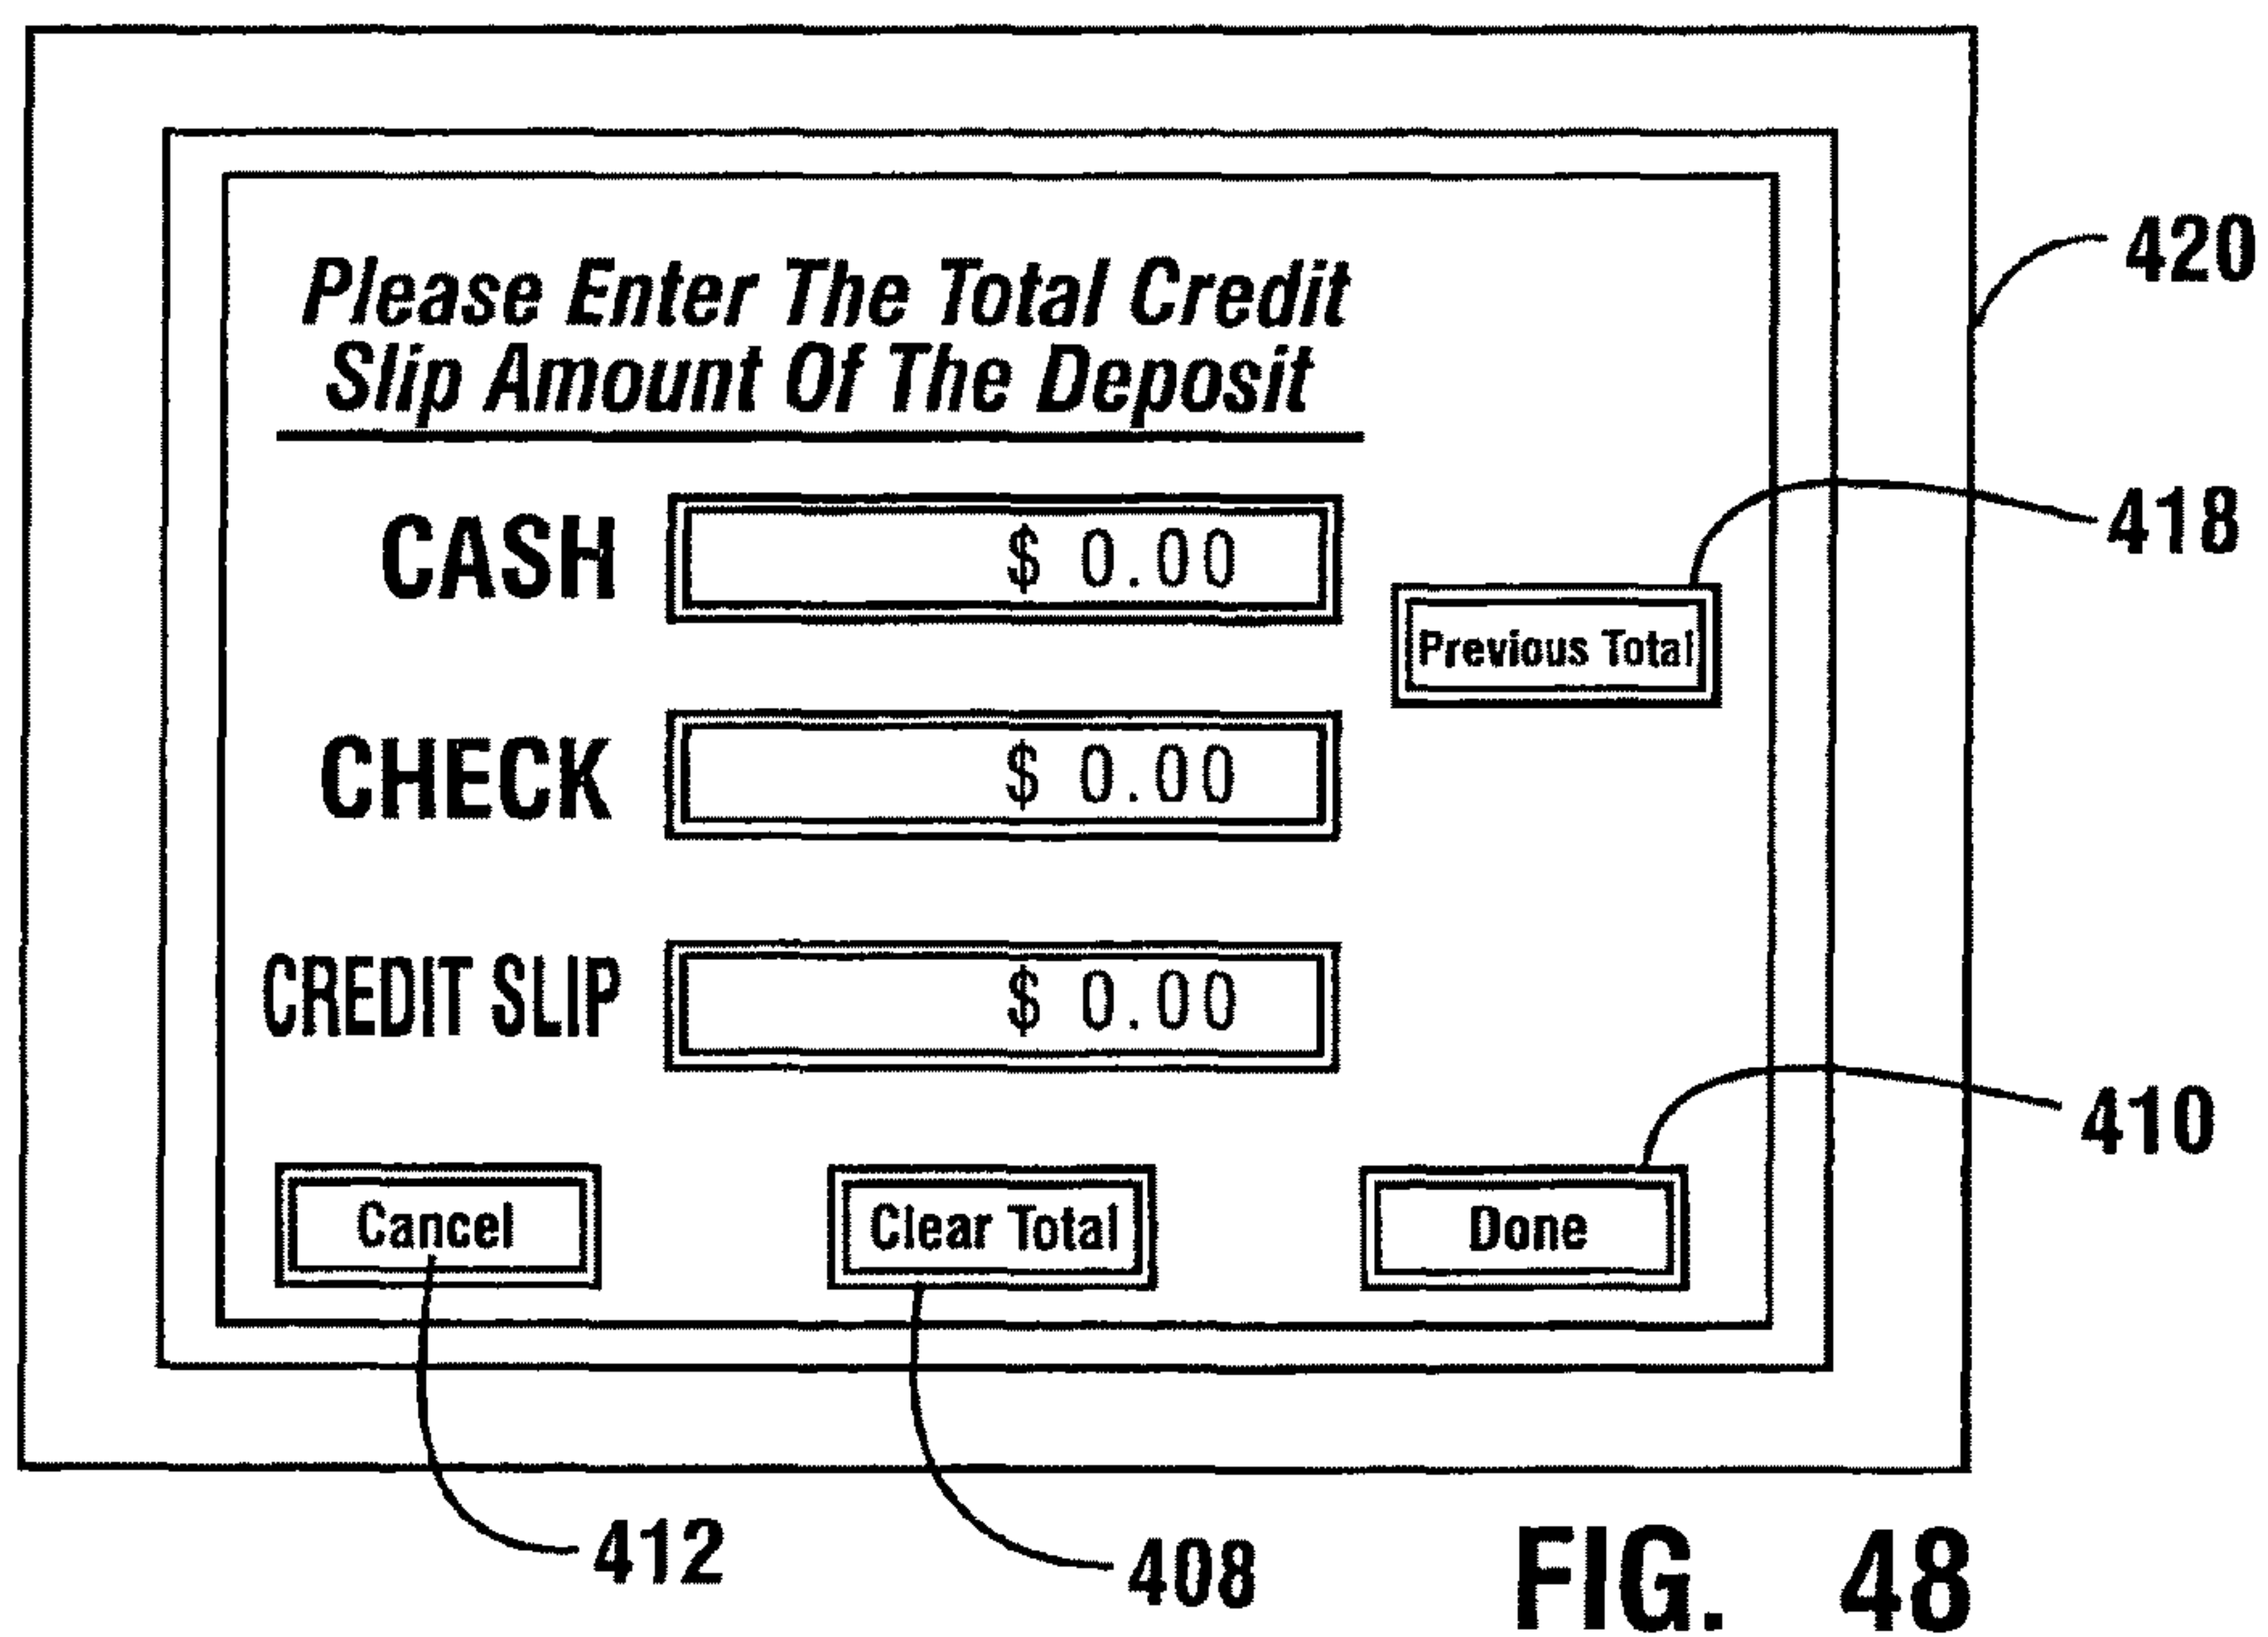 Please Enter The Total Credit
Slip Amount Of The Deposit
420
CASH $ 0.00
418
Previous Total
CHECK $ 0.00
CREDIT SLIP $ 0.00
410
Cancel Clear Total Done
412
408
FIG. 48